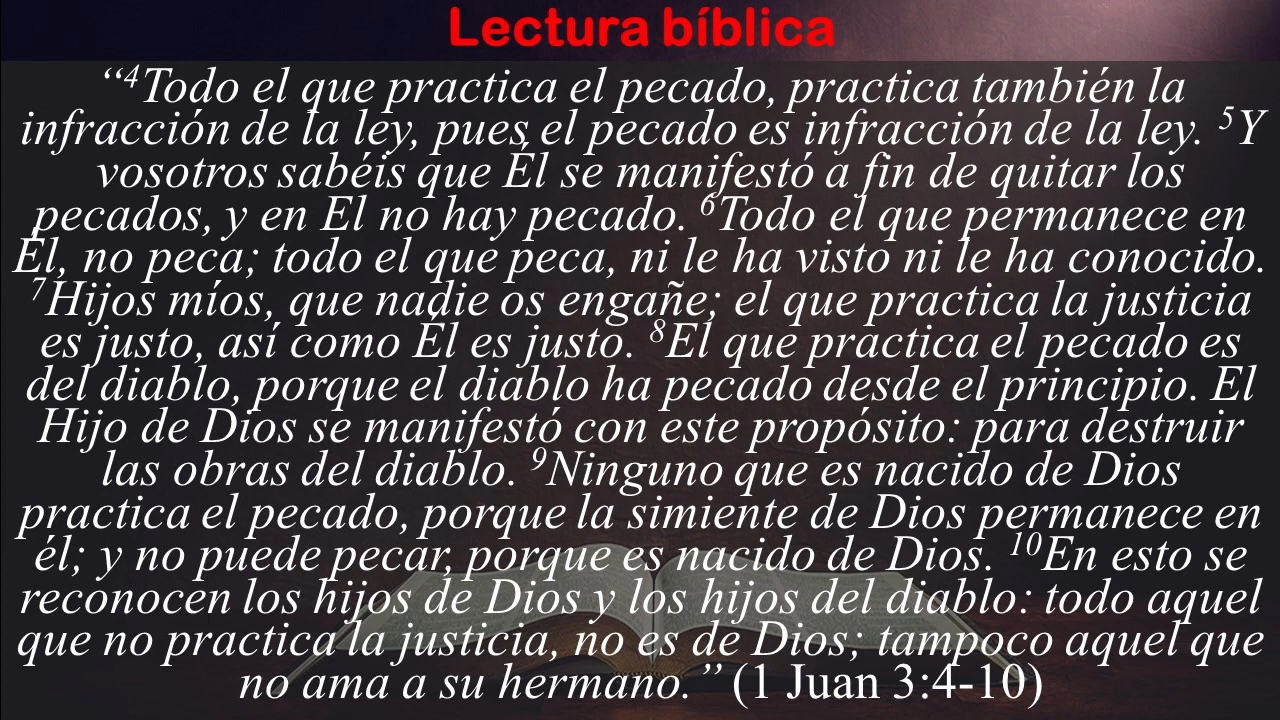 Lectura bíblica
“⁴Todo el que practica el pecado, practica también la
infracción de la ley, pues el pecado es infracción de la ley. ⁵Y
vosotros sabéis que Él se manifestó a fin de quitar los
pecados, y en Él no hay pecado. ⁶Todo el que permanece en
Él, no peca; todo el que peca, ni le ha visto ni le ha conocido.
⁷Hijos míos, que nadie os engañe; el que practica la justicia
es justo, así como Él es justo. ⁸El que practica el pecado es
del diablo, porque el diablo ha pecado desde el principio. El
Hijo de Dios se manifestó con este propósito: para destruir
las obras del diablo. ⁹Ninguno que es nacido de Dios
practica el pecado, porque la simiente de Dios permanece en
él; y no puede pecar, porque es nacido de Dios. ¹⁰En esto se
reconocen los hijos de Dios y los hijos del diablo: todo aquel
que no practica la justicia, no es de Dios; tampoco aquel que
no ama a su hermano.” (1 Juan 3:4-10)